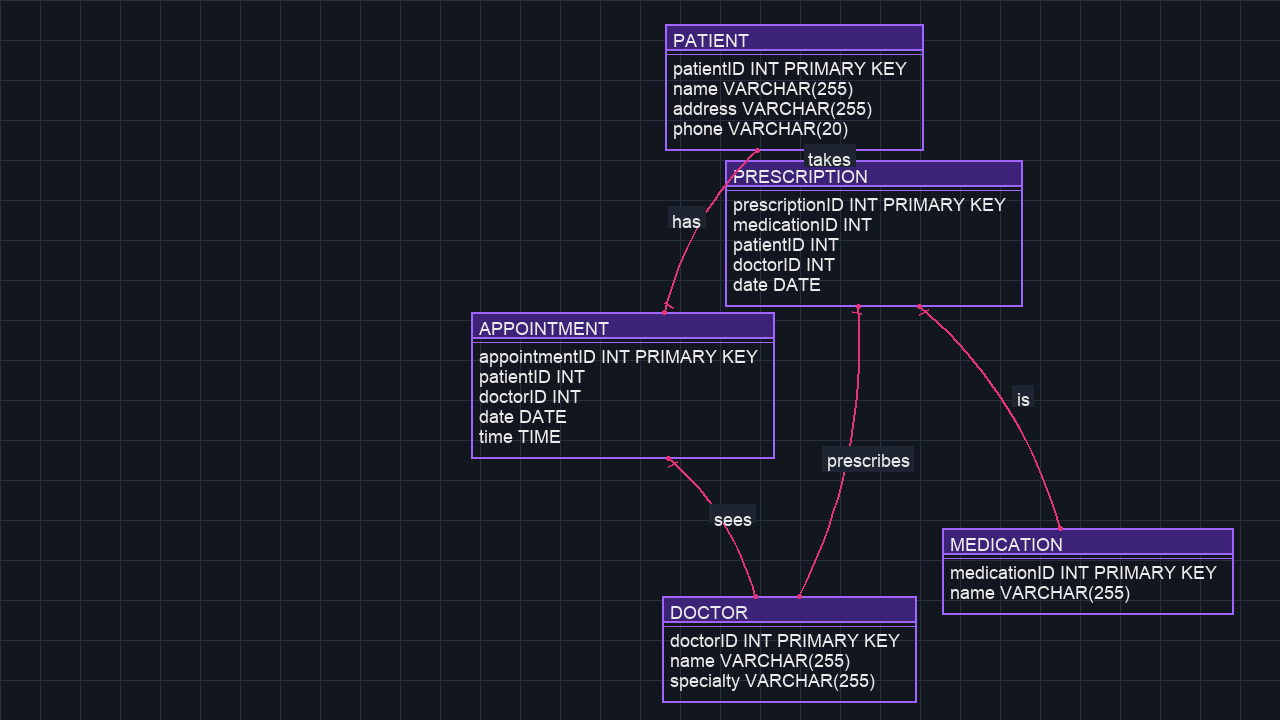 PATIENT
patientID INT PRIMARY KEY
name VARCHAR(255)
address VARCHAR(255)
phone VARCHAR(20)
takes
PRESCRIPTION
prescriptionID INT PRIMARY KEY
medicationID INT
patientID INT
doctorID INT
date DATE
has
APPOINTMENT
appointmentID INT PRIMARY KEY
patientID INT
doctorID INT
date DATE
time TIME
is
prescribes
sees
MEDICATION
medicationID INT PRIMARY KEY
name VARCHAR(255)
DOCTOR
doctorID INT PRIMARY KEY
name VARCHAR(255)
specialty VARCHAR(255)